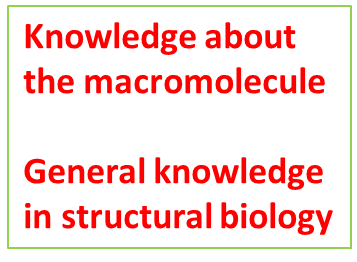 Knowledge about
the macromolecule
General knowledge
in structural biology